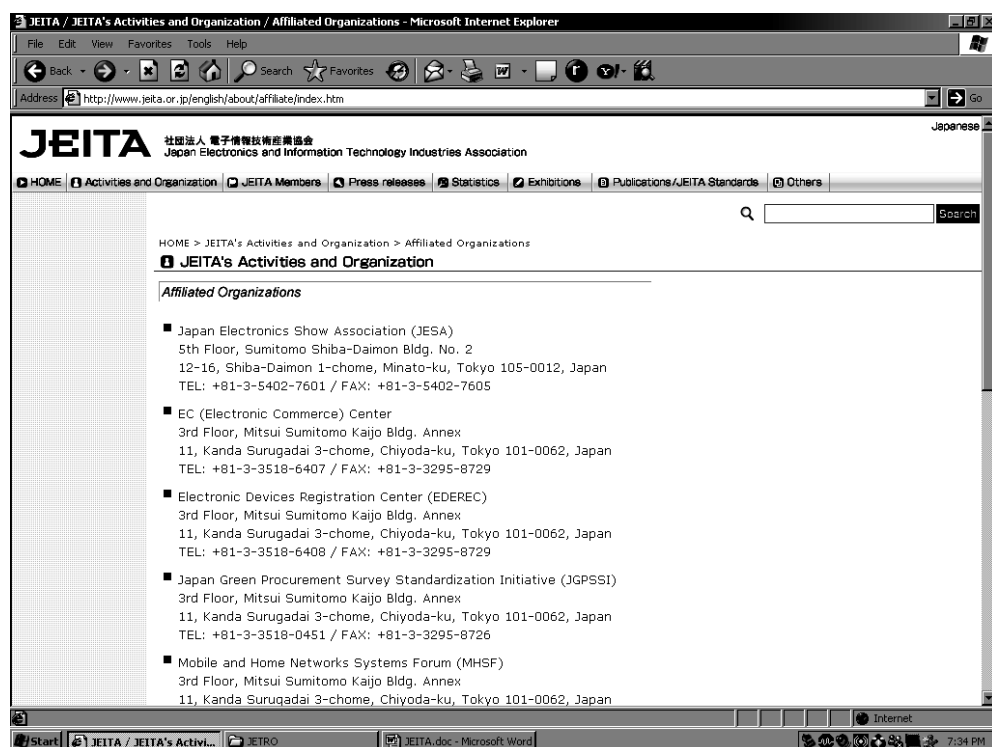 JEITA / JEITA's Activities and Organization / Affiliated Organizations - Microsoft Internet Explorer
File Edit View Favorites Tools Help
Back Search Favorites
Address http://www.jeita.or.jp/english/about/affiliate/index.htm Go
Japanese
JEITA 社団法人 電子情報技術産業協会
Japan Electronics and Information Technology Industries Association
HOME Activities and Organization JEITA Members Press releases Statistics Exhibitions Publications/JEITA Standards Others
Search
HOME > JEITA's Activities and Organization > Affiliated Organizations
JEITA's Activities and Organization
Affiliated Organizations
Japan Electronics Show Association (JESA)
5th Floor, Sumitomo Shiba-Daimon Bldg. No. 2
12-16, Shiba-Daimon 1-chome, Minato-ku, Tokyo 105-0012, Japan
TEL: +81-3-5402-7601 / FAX: +81-3-5402-7605
EC (Electronic Commerce) Center
3rd Floor, Mitsui Sumitomo Kaijo Bldg. Annex
11, Kanda Surugadai 3-chome, Chiyoda-ku, Tokyo 101-0062, Japan
TEL: +81-3-3518-6407 / FAX: +81-3-3295-8729
Electronic Devices Registration Center (EDEREC)
3rd Floor, Mitsui Sumitomo Kaijo Bldg. Annex
11, Kanda Surugadai 3-chome, Chiyoda-ku, Tokyo 101-0062, Japan
TEL: +81-3-3518-6408 / FAX: +81-3-3295-8729
Japan Green Procurement Survey Standardization Initiative (JGPSSI)
3rd Floor, Mitsui Sumitomo Kaijo Bldg. Annex
11, Kanda Surugadai 3-chome, Chiyoda-ku, Tokyo 101-0062, Japan
TEL: +81-3-3518-0451 / FAX: +81-3-3295-8726
Mobile and Home Networks Systems Forum (MHSF)
3rd Floor, Mitsui Sumitomo Kaijo Bldg. Annex
11, Kanda Surugadai 3-chome, Chiyoda-ku, Tokyo 101-0062, Japan
Internet
Start JEITA / JEITA's Activi... JETRO JEITA.doc - Microsoft Word 7:34 PM